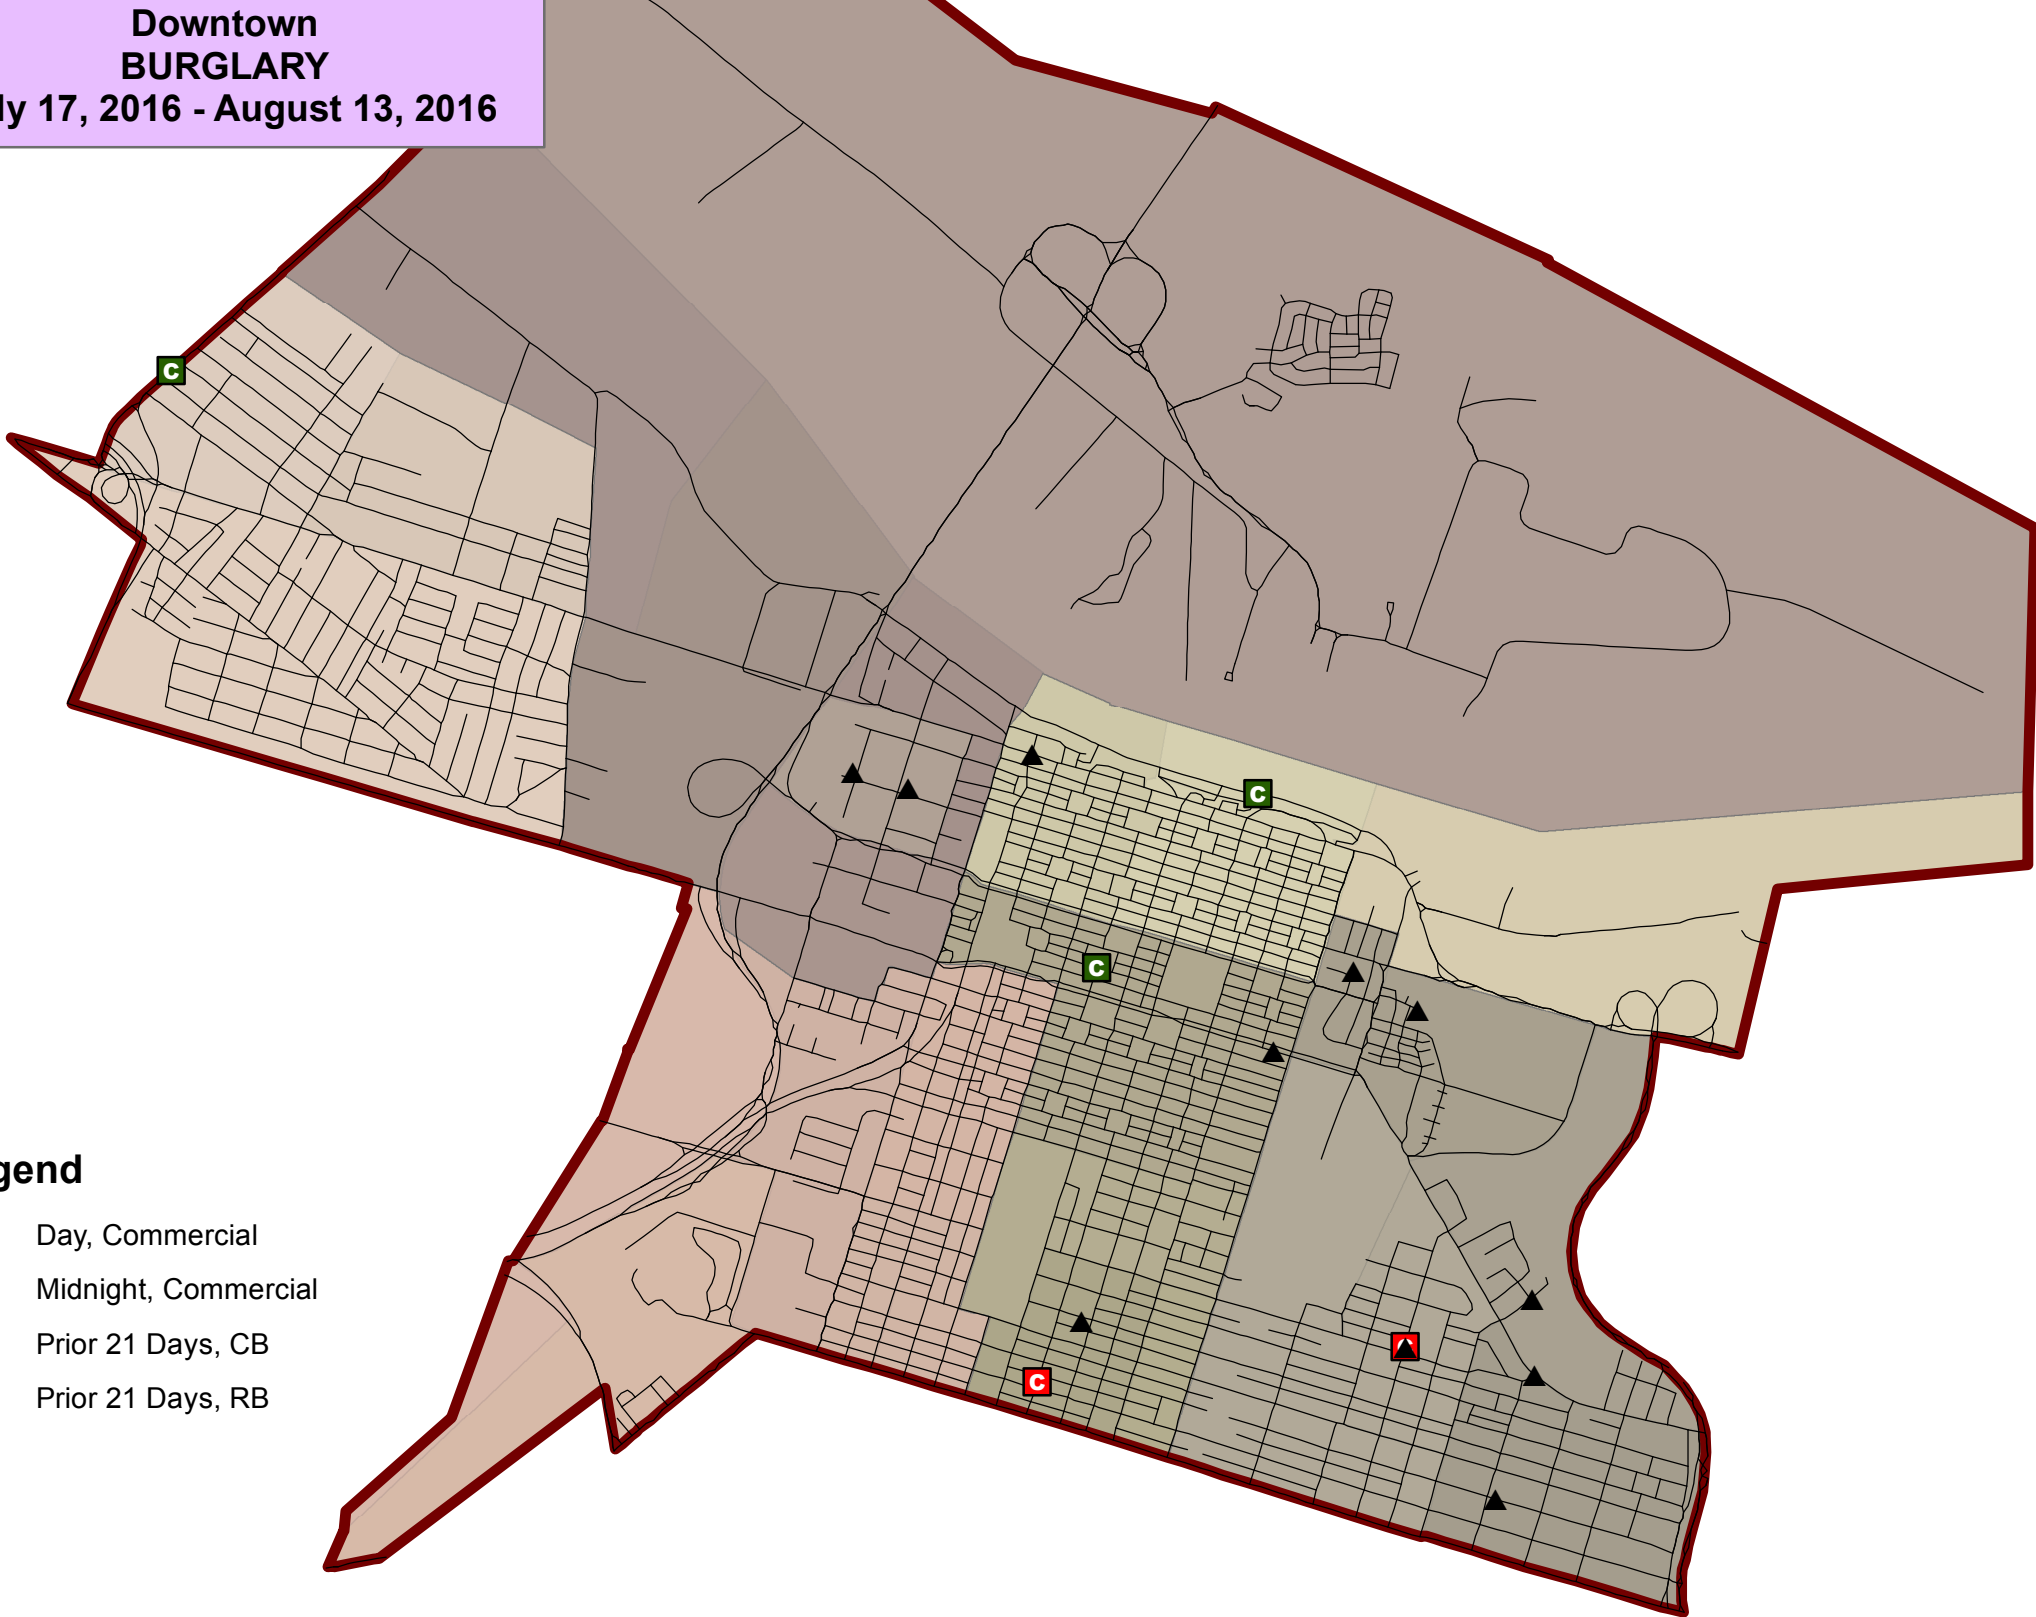 Downtown
BURGLARY
ly 17, 2016 - August 13, 2016
C
C
C
C
C
gend
Day, Commercial
Midnight, Commercial
Prior 21 Days, CB
Prior 21 Days, RB